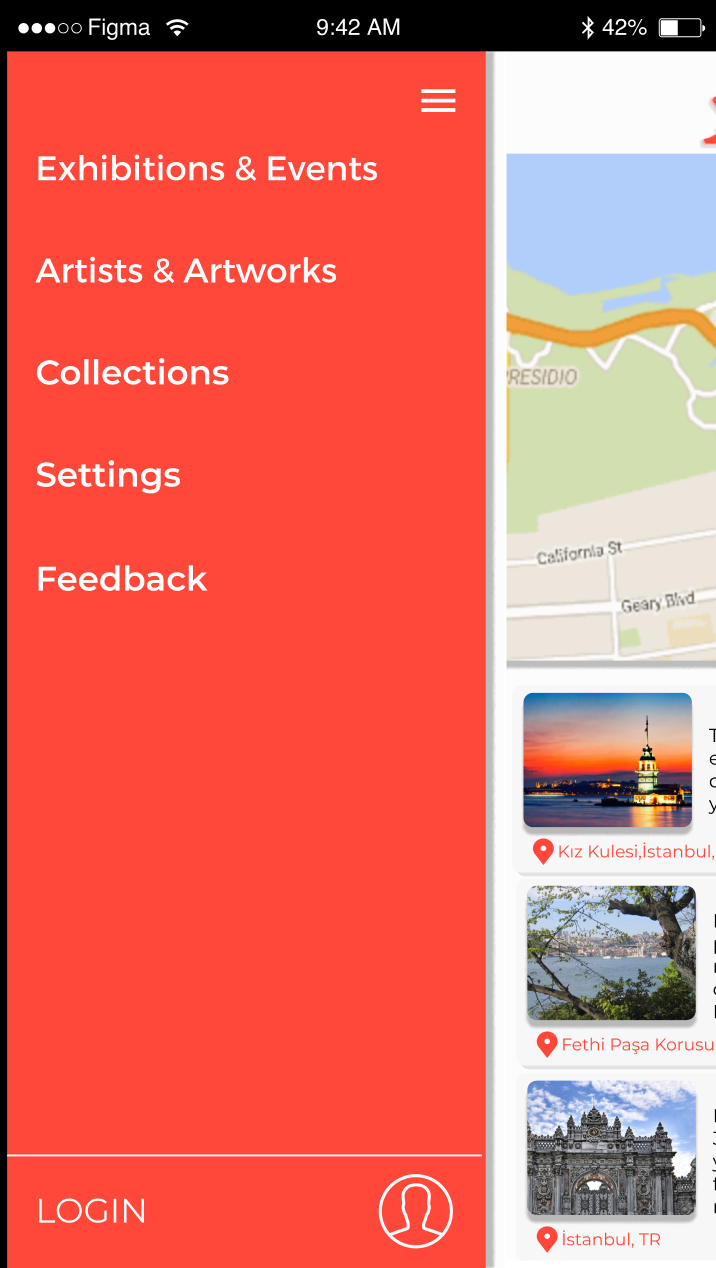 Figma
9:42 AM
42%
Exhibitions & Events
Artists & Artworks
Collections
Settings
Feedback
LOGIN
California St
Geary Blvd
Kız Kulesi,İstanbul,
Fethi Paşa Korusu
İstanbul, TR